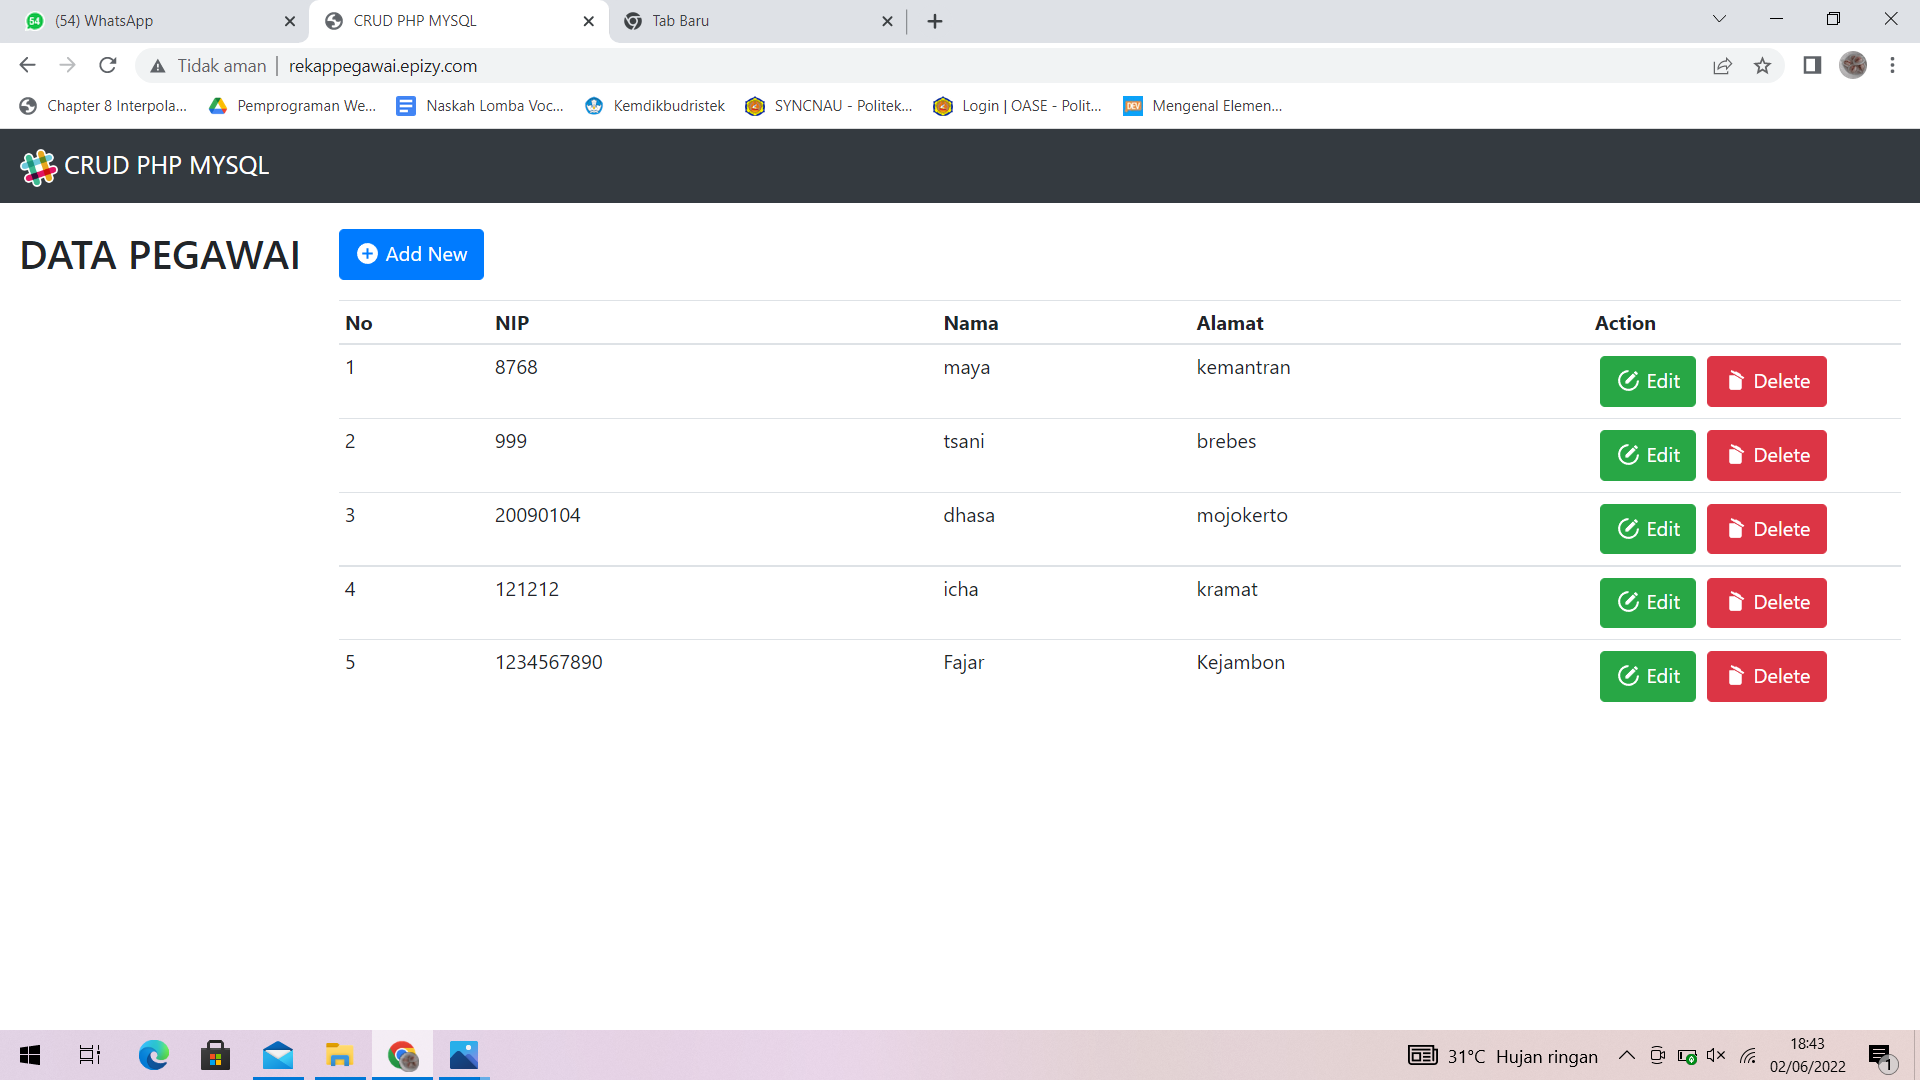 54 (54) WhatsApp CRUD PHP MYSQL Tab Baru
Tidak aman rekappegawai.epizy.com
Chapter 8 Interpola... Pemprograman We... Naskah Lomba Voc... Kemdikbudristek SYNCNAU - Politek... Login | OASE - Polit... DEV Mengenal Elemen...
CRUD PHP MYSQL
DATA PEGAWAI Add New
No NIP Nama Alamat Action
1 8768 maya kemantran Edit Delete
2 999 tsani brebes Edit Delete
3 20090104 dhasa mojokerto Edit Delete
4 121212 icha kramat Edit Delete
5 1234567890 Fajar Kejambon Edit Delete
31°C Hujan ringan 18:43
02/06/2022 1